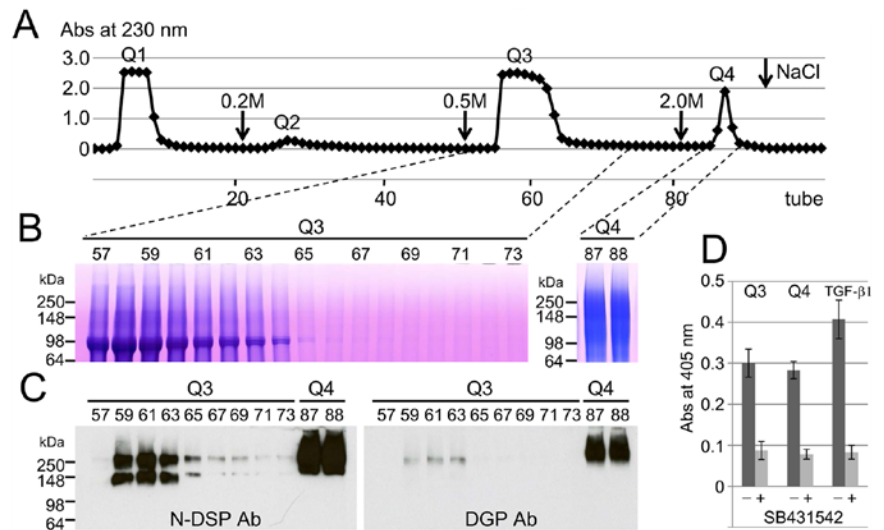 A
Abs at 230 nm
3.0
2.0
1.0
0
Q1
0.2M
Q2
0.5M
Q3
2.0M
Q4
NaCl
20
40
60
80
tube
B
Q3
57 59 61 63 65 67 69 71 73
kDa
250
148
98
64
Q4
87 88
kDa
250
148
98
64
C
Q3 Q4
57 59 61 63 65 67 69 71 73 87 88
kDa
250
148
98
64
N-DSP Ab
Q3 Q4
57 59 61 63 65 67 69 71 73 87 88
DGP Ab
D
0.5
0.4
0.3
0.2
0.1
0
Abs at 405 nm
Q3 Q4 TGF-β1
– + – + – +
SB431542